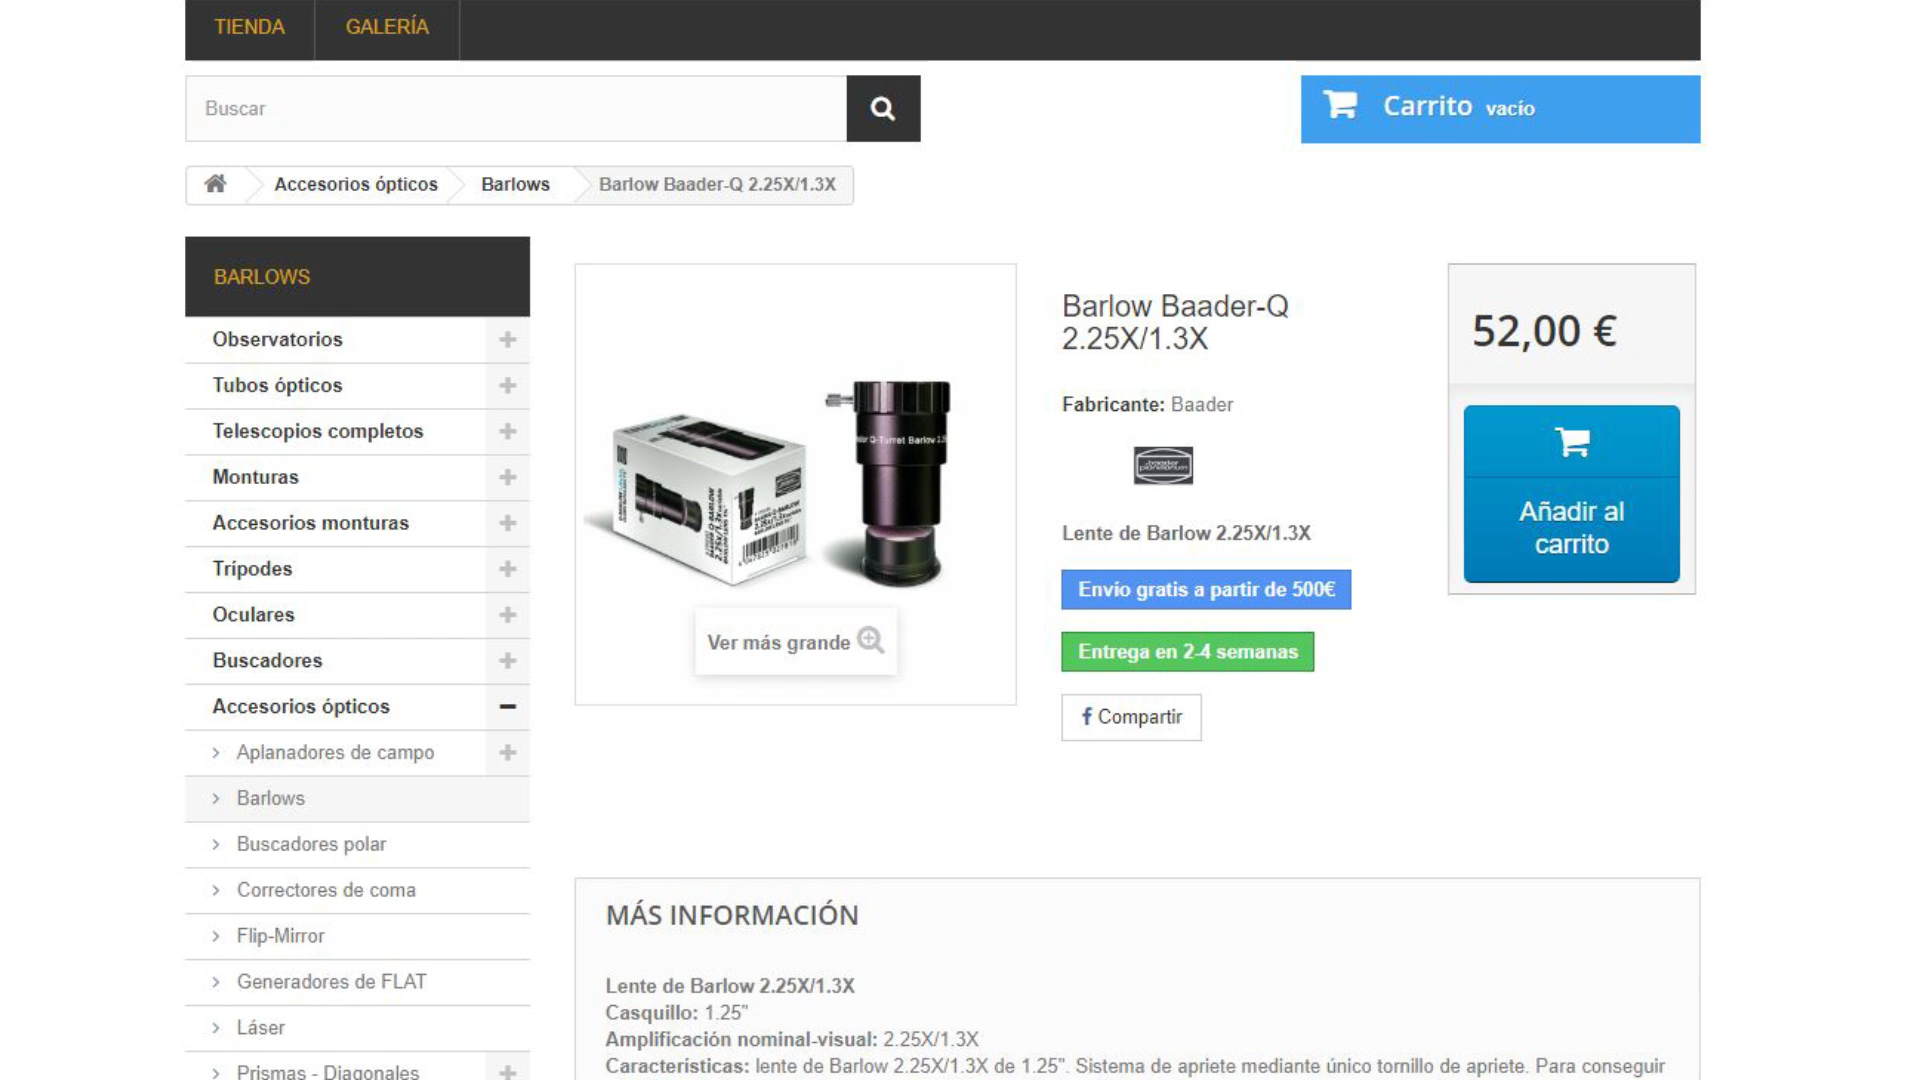 TIENDA
GALERÍA
Buscar
Carrito vacío
Accesorios ópticos
Barlows
Barlow Baader-Q 2.25X/1.3X
BARLOWS
Observatorios
Tubos ópticos
Telescopios completos
Monturas
Accesorios monturas
Trípodes
Oculares
Buscadores
Accesorios ópticos
Aplanadores de campo
Barlows
Buscadores polar
Correctores de coma
Flip-Mirror
Generadores de FLAT
Láser
Prismas - Diagonales
Q-Turret Barlow
Ver más grande
Barlow Baader-Q
2.25X/1.3X
Fabricante: Baader
baader
planetarium
Lente de Barlow 2.25X/1.3X
Envío gratis a partir de 500€
Entrega en 2-4 semanas
Compartir
52,00 €
Añadir al
carrito
MÁS INFORMACIÓN
Lente de Barlow 2.25X/1.3X
Casquillo: 1.25"
Amplificación nominal-visual: 2.25X/1.3X
Características: lente de Barlow 2.25X/1.3X de 1.25". Sistema de apriete mediante único tornillo de apriete. Para conseguir